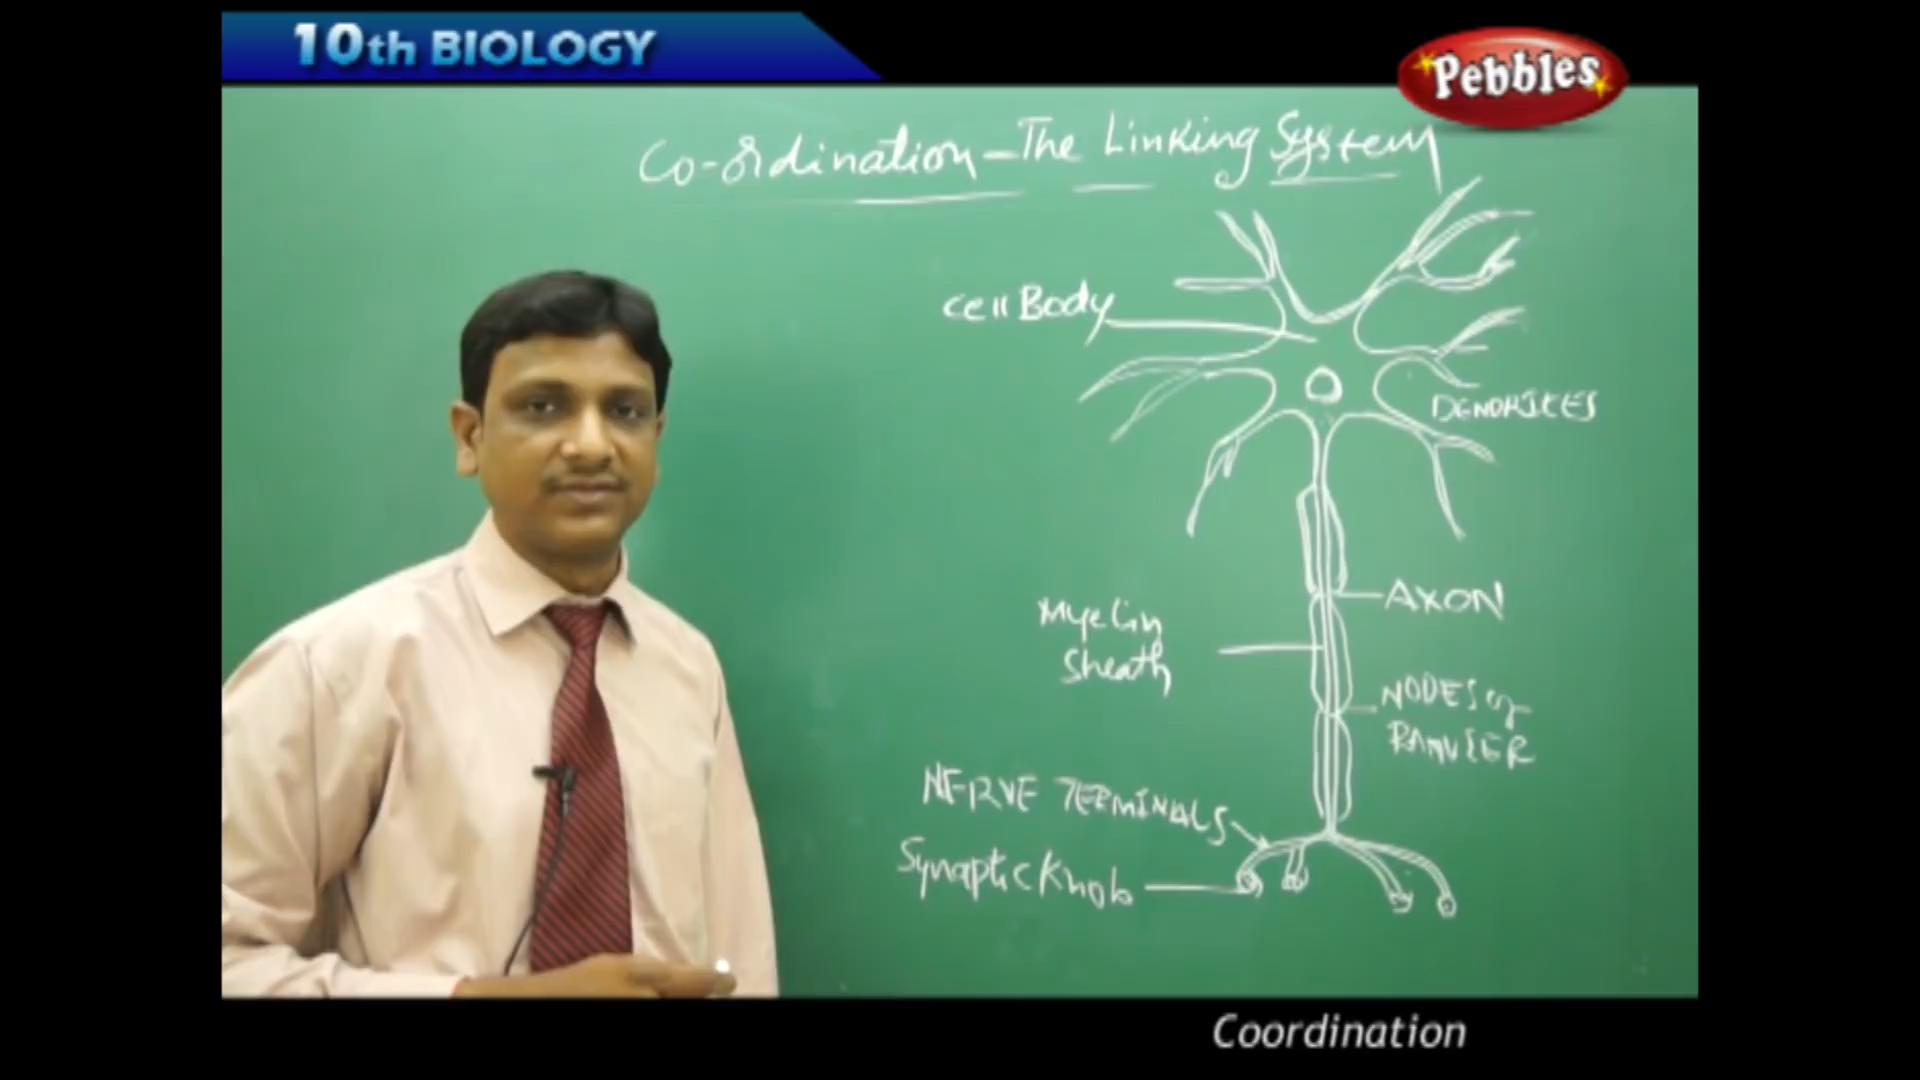 10th BIOLOGY
Pebbles
Co-ordination - The Linking System
Cell Body
DENDRITES
AXON
Myelin
Sheath
NODES of
RANVIER
NERVE TERMINALS
Synaptic Knob
Coordination